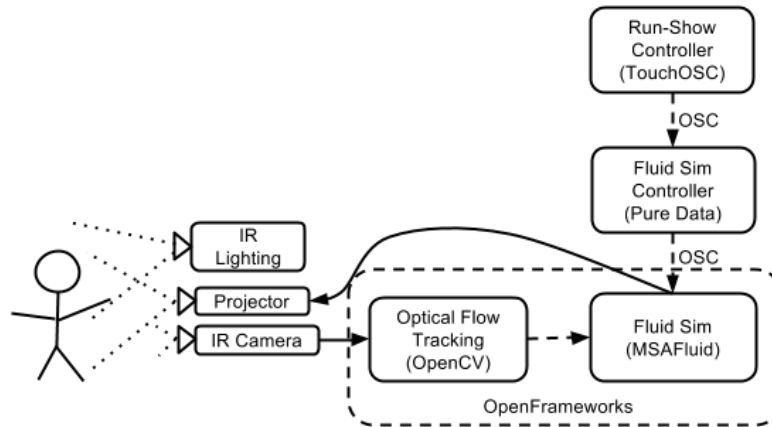 Run-Show
Controller
(TouchOSC)
OSC
Fluid Sim
Controller
(Pure Data)
OSC
IR
Lighting
Projector
IR Camera
Optical Flow
Tracking
(OpenCV)
Fluid Sim
(MSAFluid)
OpenFrameworks